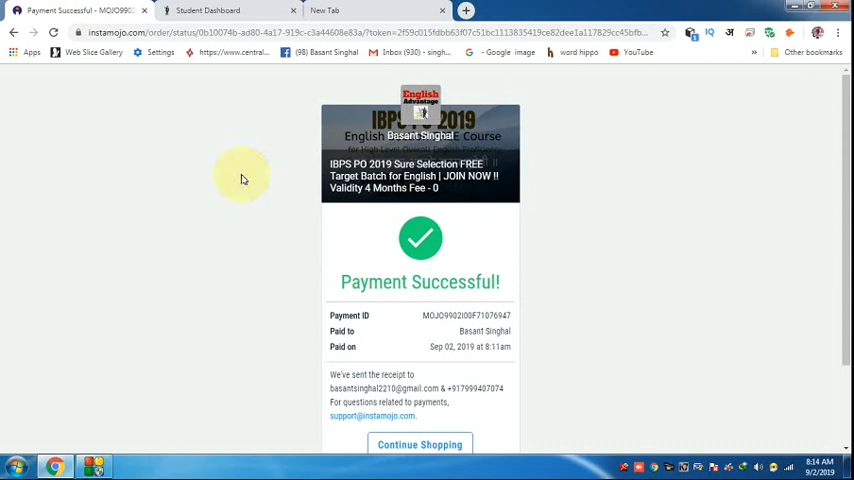 Payment Successful - MOJO9902
Student Dashboard
New Tab
instamojo.com/order/status/0b10074b-ad80-4a17-919c-c3a44608e83a/?token=2f59c015fdbb63f07c51bc1113835419ce82dee1a117829cc45bfb...
Apps
Web Slice Gallery
Settings
https://www.central...
(98) Basant Singhal
Inbox (930) - singh...
G - Google image
word hippo
YouTube
Other bookmarks
English
Advantage
IBPS PO 2019
Basant Singhal
IBPS PO 2019 Sure Selection FREE
Target Batch for English | JOIN NOW !!
Validity 4 Months Fee - 0
Payment Successful!
Payment ID MOJO9902I00F71076947
Paid to Basant Singhal
Paid on Sep 02, 2019 at 8:11am
We've sent the receipt to
basantsinghal2210@gmail.com & +917999407074
For questions related to payments,
support@instamojo.com.
Continue Shopping
8:14 AM
9/2/2019